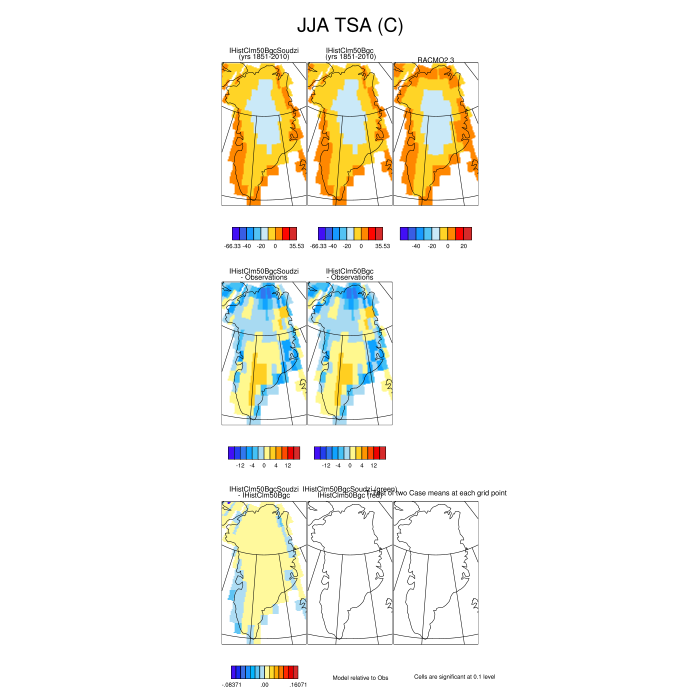 JJA TSA (C)
IHistClm50BgcSoudzi
(yrs 1851-2010)
IHistClm50Bgc
(yrs 1851-2010)
RACMO2.3
-66.33 -40 -20 0 35.53
-66.33 -40 -20 0 35.53
-40 -20 0 20
IHistClm50BgcSoudzi
- Observations
IHistClm50Bgc
- Observations
-12 -4 0 4 12
-12 -4 0 4 12
IHistClm50BgcSoudzi
- IHistClm50Bgc
IHistClm50BgcSoudzi (green)
IHistClm50Bgc (red)
of two Case means at each grid point
-.08371 .00 .16071
Model relative to Obs
Cells are significant at 0.1 level